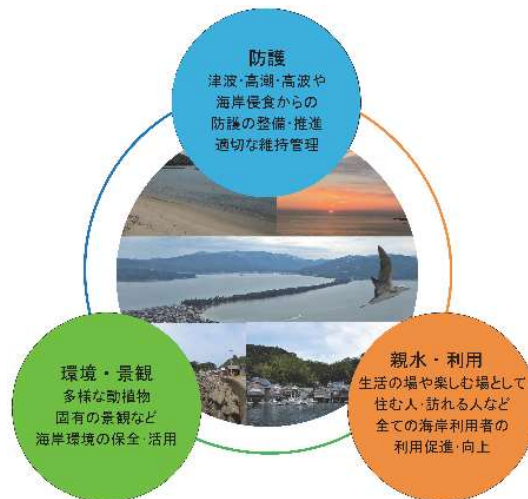 防護
津波・高潮・高波や
海岸侵食からの
防護の整備・推進
適切な維持管理
環境・景観
多様な動植物
固有の景観など
海岸環境の保全・活用
親水・利用
生活の場や楽しむ場として
住む人・訪れる人など
全ての海岸利用者の
利用促進・向上